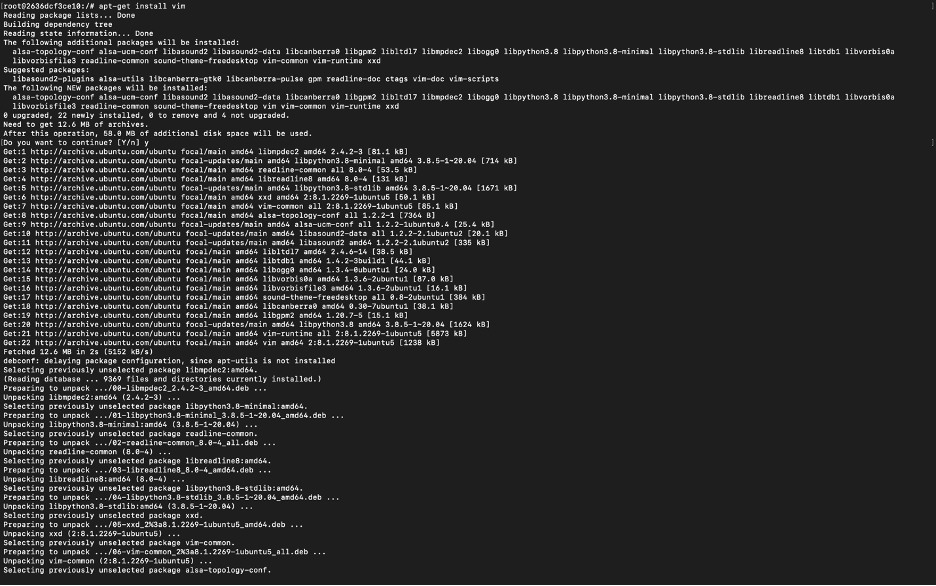 [root@2636dcf3ce10:/# apt-get install vim ]
Reading package lists... Done
Building dependency tree
Reading state information... Done
The following additional packages will be installed:
alsa-topology-conf alsa-ucm-conf libasound2 libasound2-data libcanberra0 libgpm2 libltdl7 libmpdec2 libogg0 libpython3.8 libpython3.8-minimal libpython3.8-stdlib libreadline8 libtdb1 libvorbis0a
libvorbisfile3 readline-common sound-theme-freedesktop vim-common vim-runtime xxd
Suggested packages:
libasound2-plugins alsa-utils libcanberra-gtk0 libcanberra-pulse gpm readline-doc ctags vim-doc vim-scripts
The following NEW packages will be installed:
alsa-topology-conf alsa-ucm-conf libasound2 libasound2-data libcanberra0 libgpm2 libltdl7 libmpdec2 libogg0 libpython3.8 libpython3.8-minimal libpython3.8-stdlib libreadline8 libtdb1 libvorbis0a
libvorbisfile3 readline-common sound-theme-freedesktop vim vim-common vim-runtime xxd
0 upgraded, 22 newly installed, 0 to remove and 4 not upgraded.
Need to get 12.6 MB of archives.
After this operation, 58.0 MB of additional disk space will be used.
[Do you want to continue? [Y/n] y ]
Get:1 http://archive.ubuntu.com/ubuntu focal/main amd64 libmpdec2 amd64 2.4.2-3 [81.1 kB]
Get:2 http://archive.ubuntu.com/ubuntu focal-updates/main amd64 libpython3.8-minimal amd64 3.8.5-1~20.04 [714 kB]
Get:3 http://archive.ubuntu.com/ubuntu focal/main amd64 readline-common all 8.0-4 [53.5 kB]
Get:4 http://archive.ubuntu.com/ubuntu focal/main amd64 libreadline8 amd64 8.0-4 [131 kB]
Get:5 http://archive.ubuntu.com/ubuntu focal-updates/main amd64 libpython3.8-stdlib amd64 3.8.5-1~20.04 [1671 kB]
Get:6 http://archive.ubuntu.com/ubuntu focal/main amd64 xxd amd64 2:8.1.2269-1ubuntu5 [50.1 kB]
Get:7 http://archive.ubuntu.com/ubuntu focal/main amd64 vim-common all 2:8.1.2269-1ubuntu5 [85.1 kB]
Get:8 http://archive.ubuntu.com/ubuntu focal/main amd64 alsa-topology-conf all 1.2.2-1 [7364 B]
Get:9 http://archive.ubuntu.com/ubuntu focal-updates/main amd64 alsa-ucm-conf all 1.2.2-1ubuntu0.4 [25.4 kB]
Get:10 http://archive.ubuntu.com/ubuntu focal-updates/main amd64 libasound2-data all 1.2.2-2.1ubuntu2 [20.1 kB]
Get:11 http://archive.ubuntu.com/ubuntu focal-updates/main amd64 libasound2 amd64 1.2.2-2.1ubuntu2 [335 kB]
Get:12 http://archive.ubuntu.com/ubuntu focal/main amd64 libltdl7 amd64 2.4.6-14 [38.5 kB]
Get:13 http://archive.ubuntu.com/ubuntu focal/main amd64 libtdb1 amd64 1.4.2-3build1 [44.1 kB]
Get:14 http://archive.ubuntu.com/ubuntu focal/main amd64 libogg0 amd64 1.3.4-0ubuntu1 [24.0 kB]
Get:15 http://archive.ubuntu.com/ubuntu focal/main amd64 libvorbis0a amd64 1.3.6-2ubuntu1 [87.0 kB]
Get:16 http://archive.ubuntu.com/ubuntu focal/main amd64 libvorbisfile3 amd64 1.3.6-2ubuntu1 [16.1 kB]
Get:17 http://archive.ubuntu.com/ubuntu focal/main amd64 sound-theme-freedesktop all 0.8-2ubuntu1 [384 kB]
Get:18 http://archive.ubuntu.com/ubuntu focal/main amd64 libcanberra0 amd64 0.30-7ubuntu1 [38.1 kB]
Get:19 http://archive.ubuntu.com/ubuntu focal/main amd64 libgpm2 amd64 1.20.7-5 [15.1 kB]
Get:20 http://archive.ubuntu.com/ubuntu focal-updates/main amd64 libpython3.8 amd64 3.8.5-1~20.04 [1624 kB]
Get:21 http://archive.ubuntu.com/ubuntu focal/main amd64 vim-runtime all 2:8.1.2269-1ubuntu5 [5873 kB]
Get:22 http://archive.ubuntu.com/ubuntu focal/main amd64 vim amd64 2:8.1.2269-1ubuntu5 [1238 kB]
Fetched 12.6 MB in 2s (5152 kB/s)
debconf: delaying package configuration, since apt-utils is not installed
Selecting previously unselected package libmpdec2:amd64.
(Reading database ... 9369 files and directories currently installed.)
Preparing to unpack .../00-libmpdec2_2.4.2-3_amd64.deb ...
Unpacking libmpdec2:amd64 (2.4.2-3) ...
Selecting previously unselected package libpython3.8-minimal:amd64.
Preparing to unpack .../01-libpython3.8-minimal_3.8.5-1~20.04_amd64.deb ...
Unpacking libpython3.8-minimal:amd64 (3.8.5-1~20.04) ...
Selecting previously unselected package readline-common.
Preparing to unpack .../02-readline-common_8.0-4_all.deb ...
Unpacking readline-common (8.0-4) ...
Selecting previously unselected package libreadline8:amd64.
Preparing to unpack .../03-libreadline8_8.0-4_amd64.deb ...
Unpacking libreadline8:amd64 (8.0-4) ...
Selecting previously unselected package libpython3.8-stdlib:amd64.
Preparing to unpack .../04-libpython3.8-stdlib_3.8.5-1~20.04_amd64.deb ...
Unpacking libpython3.8-stdlib:amd64 (3.8.5-1~20.04) ...
Selecting previously unselected package xxd.
Preparing to unpack .../05-xxd_2%3a8.1.2269-1ubuntu5_amd64.deb ...
Unpacking xxd (2:8.1.2269-1ubuntu5) ...
Selecting previously unselected package vim-common.
Preparing to unpack .../06-vim-common_2%3a8.1.2269-1ubuntu5_all.deb ...
Unpacking vim-common (2:8.1.2269-1ubuntu5) ...
Selecting previously unselected package alsa-topology-conf.